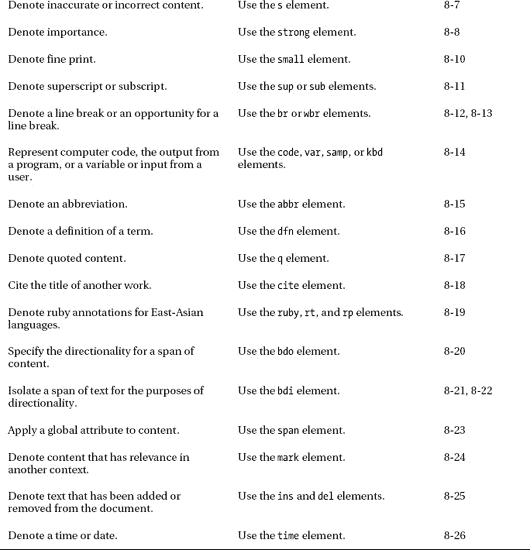 Denote inaccurate or incorrect content. Use the s element. 8-7
Denote importance. Use the strong element. 8-8
Denote fine print. Use the small element. 8-10
Denote superscript or subscript. Use the sup or sub elements. 8-11
Denote a line break or an opportunity for a Use the br or wbr elements. 8-12, 8-13
line break.
Represent computer code, the output from Use the code, var, samp, or kbd 8-14
a program, or a variable or input from a elements.
user.
Denote an abbreviation. Use the abbr element. 8-15
Denote a definition of a term. Use the dfn element. 8-16
Denote quoted content. Use the q element. 8-17
Cite the title of another work. Use the cite element. 8-18
Denote ruby annotations for East-Asian Use the ruby, rt, and rp elements. 8-19
languages.
Specify the directionality for a span of Use the bdo element. 8-20
content.
Isolate a span of text for the purposes of Use the bdi element. 8-21, 8-22
directionality.
Apply a global attribute to content. Use the span element. 8-23
Denote content that has relevance in Use the mark element. 8-24
another context.
Denote text that has been added or Use the ins and del elements. 8-25
removed from the document.
Denote a time or date. Use the time element. 8-26